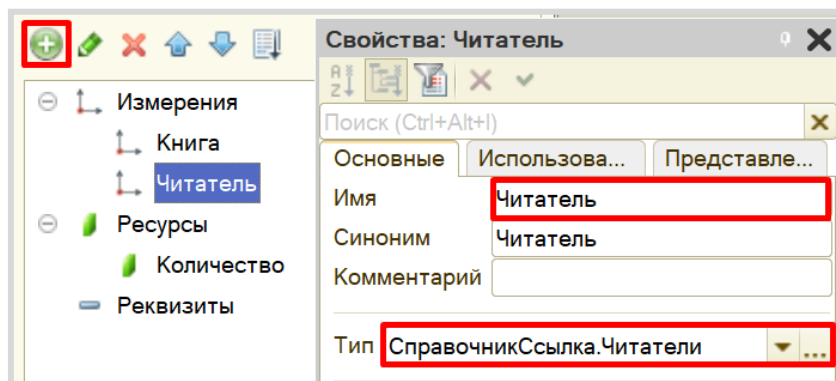 Свойства: Читатель
Поиск (Ctrl+Alt+I)
Измерения
Книга
Читатель
Ресурсы
Количество
Реквизиты
Основные Использова... Представле...
Имя Читатель
Синоним Читатель
Комментарий
Тип СправочникСсылка.Читатели ...